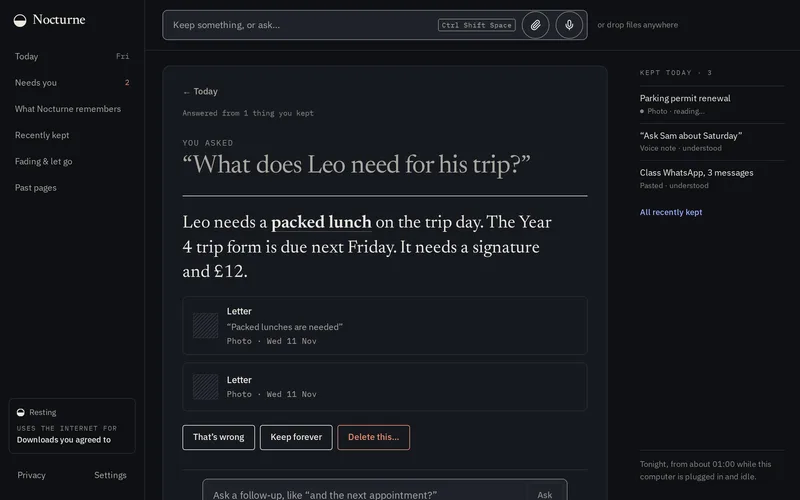 Nocturne
Today Fri
Needs you 2
What Nocturne remembers
Recently kept
Fading & let go
Past pages
Resting
USES THE INTERNET FOR
Downloads you agreed to
Privacy Settings
Keep something, or ask… Ctrl Shift Space
or drop files anywhere
← Today
Answered from 1 thing you kept
YOU ASKED
“What does Leo need for his trip?”
Leo needs a packed lunch on the trip day. The Year
4 trip form is due next Friday. It needs a signature
and £12.
Letter
“Packed lunches are needed”
Photo · Wed 11 Nov
Letter
Photo · Wed 11 Nov
That’s wrong Keep forever Delete this…
Ask a follow-up, like “and the next appointment?” Ask
KEPT TODAY · 3
Parking permit renewal
Photo · reading…
“Ask Sam about Saturday”
Voice note · understood
Class WhatsApp, 3 messages
Pasted · understood
All recently kept
Tonight, from about 01:00 while this
computer is plugged in and idle.